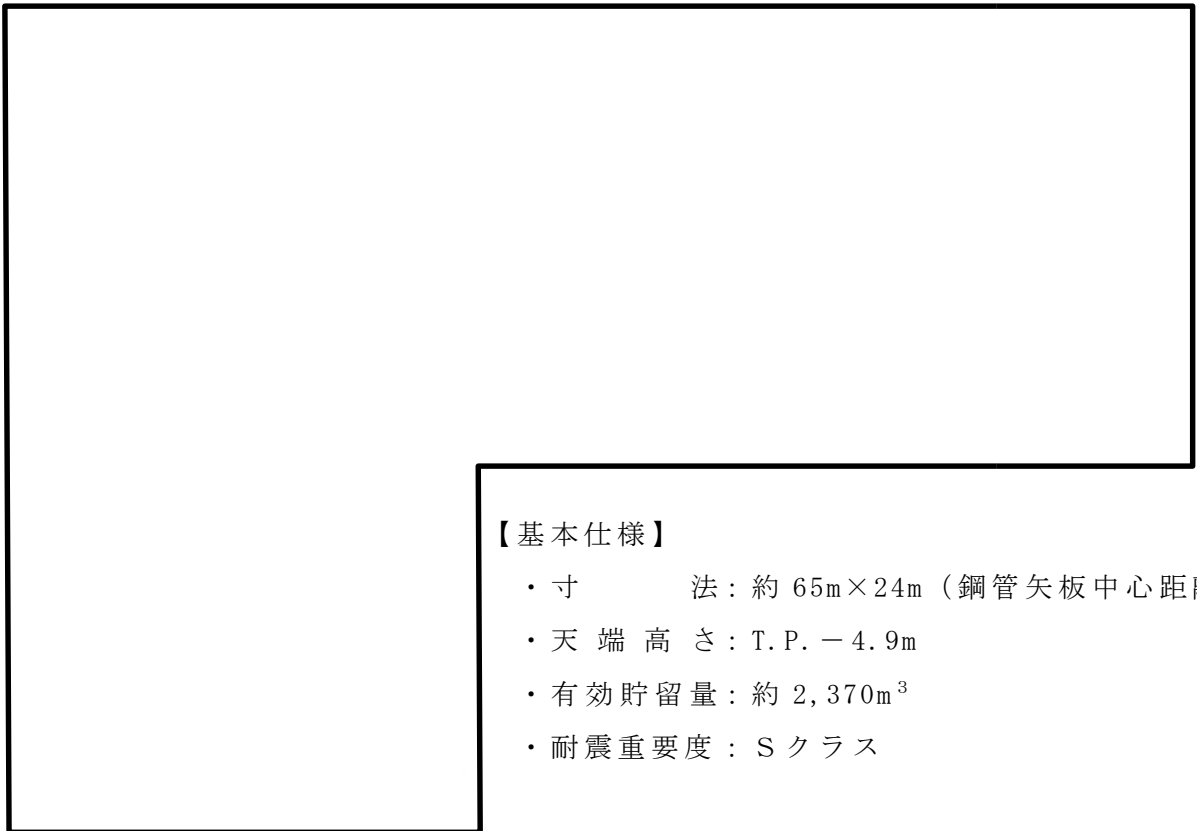 【基本仕様】
・寸　　　法：約 65m×24m（鋼管矢板中心距
・天 端 高 さ：T.P.－4.9m
・有効貯留量：約 2,370m³
・耐震重要度：Ｓクラス